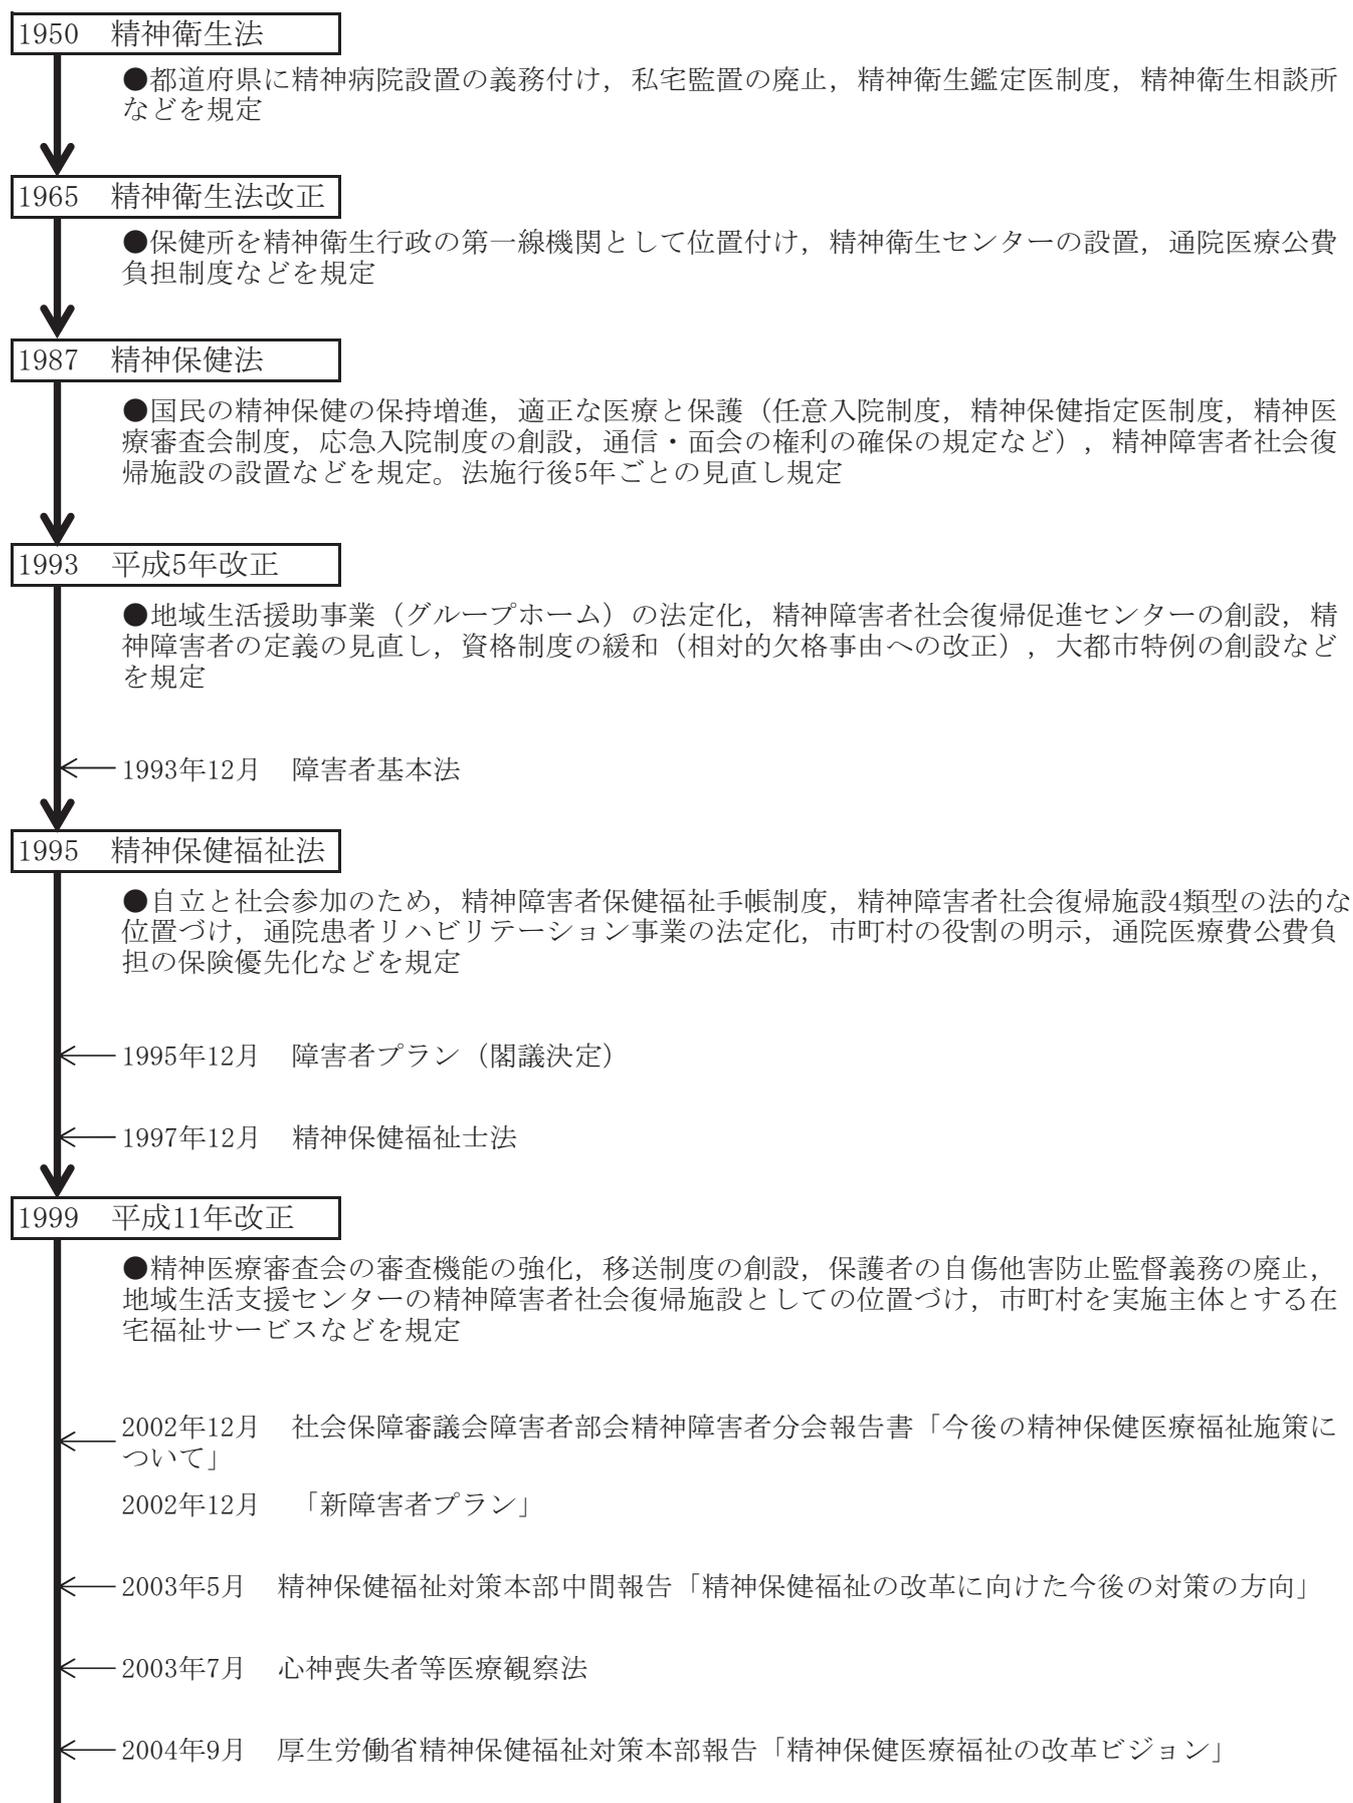 1950　精神衛生法
●都道府県に精神病院設置の義務付け，私宅監置の廃止，精神衛生鑑定医制度，精神衛生相談所
などを規定
1965　精神衛生法改正
●保健所を精神衛生行政の第一線機関として位置付け，精神衛生センターの設置，通院医療公費
負担制度などを規定
1987　精神保健法
●国民の精神保健の保持増進，適正な医療と保護（任意入院制度，精神保健指定医制度，精神医
療審査会制度，応急入院制度の創設，通信・面会の権利の確保の規定など），精神障害者社会復
帰施設の設置などを規定。法施行後5年ごとの見直し規定
1993　平成5年改正
●地域生活援助事業（グループホーム）の法定化，精神障害者社会復帰促進センターの創設，精
神障害者の定義の見直し，資格制度の緩和（相対的欠格事由への改正），大都市特例の創設など
を規定
1993年12月　障害者基本法
1995　精神保健福祉法
●自立と社会参加のため，精神障害者保健福祉手帳制度，精神障害者社会復帰施設4類型の法的な
位置づけ，通院患者リハビリテーション事業の法定化，市町村の役割の明示，通院医療費公費負
担の保険優先化などを規定
1995年12月　障害者プラン（閣議決定）
1997年12月　精神保健福祉士法
1999　平成11年改正
●精神医療審査会の審査機能の強化，移送制度の創設，保護者の自傷他害防止監督義務の廃止，
地域生活支援センターの精神障害者社会復帰施設としての位置づけ，市町村を実施主体とする在
宅福祉サービスなどを規定
2002年12月　社会保障審議会障害者部会精神障害者分会報告書「今後の精神保健医療福祉施策に
ついて」
2002年12月　「新障害者プラン」
2003年5月　精神保健福祉対策本部中間報告「精神保健福祉の改革に向けた今後の対策の方向」
2003年7月　心神喪失者等医療観察法
2004年9月　厚生労働省精神保健福祉対策本部報告「精神保健医療福祉の改革ビジョン」